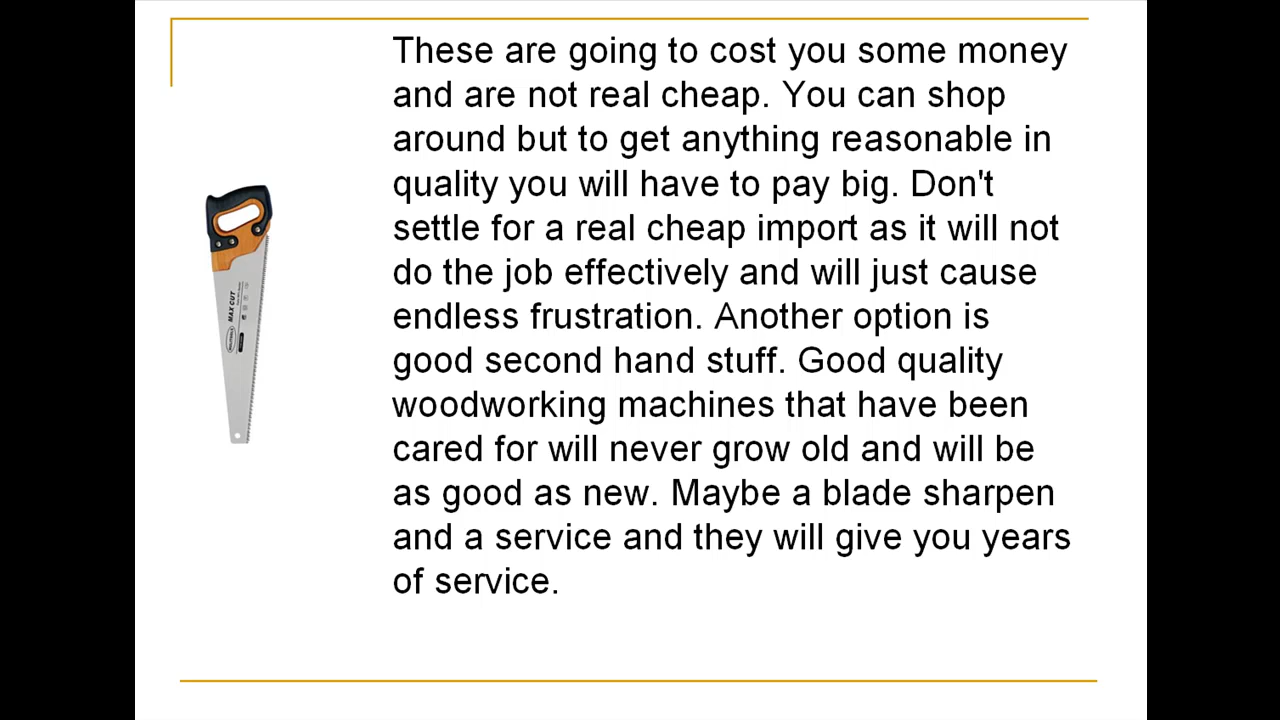 These are going to cost you some money
and are not real cheap. You can shop
around but to get anything reasonable in
quality you will have to pay big. Don't
settle for a real cheap import as it will not
do the job effectively and will just cause
endless frustration. Another option is
good second hand stuff. Good quality
woodworking machines that have been
cared for will never grow old and will be
as good as new. Maybe a blade sharpen
and a service and they will give you years
of service.
MAX CUT